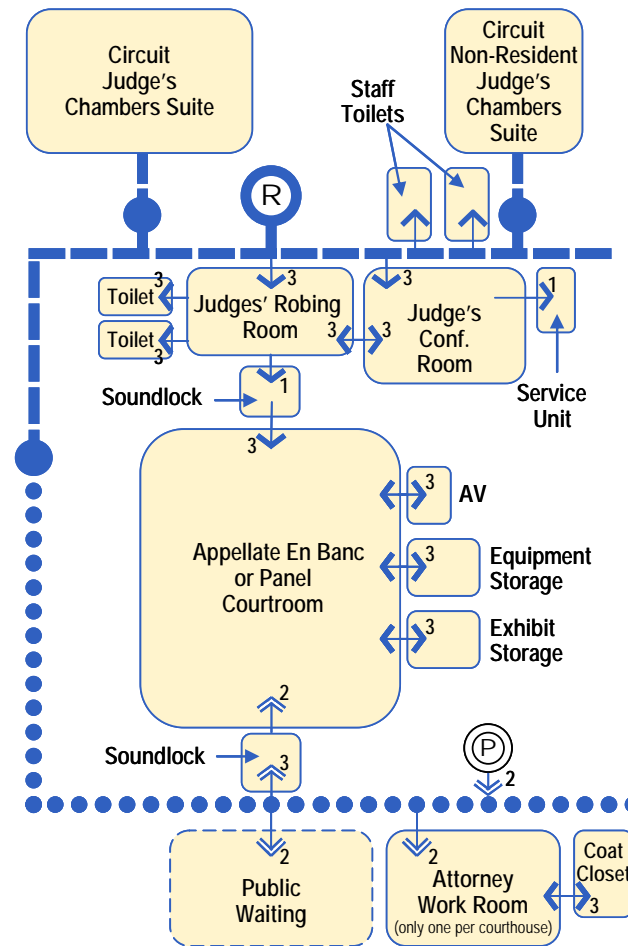 Circuit
Judge's
Chambers Suite
Circuit
Non-Resident
Judge's
Chambers
Suite
Staff
Toilets
R
3
Toilet
3
Judges' Robing
Room
3
Toilet
3
3
3
Judge's
Conf.
Room
1
Service
Unit
Soundlock
1
3
Appellate En Banc
or Panel
Courtroom
3
AV
3
Equipment
Storage
3
Exhibit
Storage
2
Soundlock
3
P
2
2
Public
Waiting
2
Attorney
Work Room
(only one per courthouse)
Coat
Closet
3